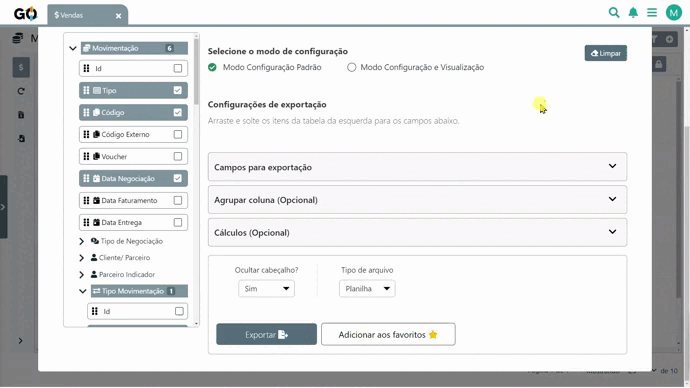 GO
$ Vendas
×
M
M
Movimentação 6
Id
Tipo
Código
Código Externo
Voucher
Data Negociação
Data Faturamento
Data Entrega
Tipo de Negociação
Cliente/ Parceiro
Parceiro Indicador
Tipo Movimentação 1
Id
Selecione o modo de configuração
Limpar
Modo Configuração Padrão
Modo Configuração e Visualização
Configurações de exportação
Arraste e solte os itens da tabela da esquerda para os campos abaixo.
Campos para exportação
Agrupar coluna (Opcional)
Cálculos (Opcional)
Ocultar cabeçalho?
Tipo de arquivo
Sim
Planilha
Exportar
Adicionar aos favoritos
de 10